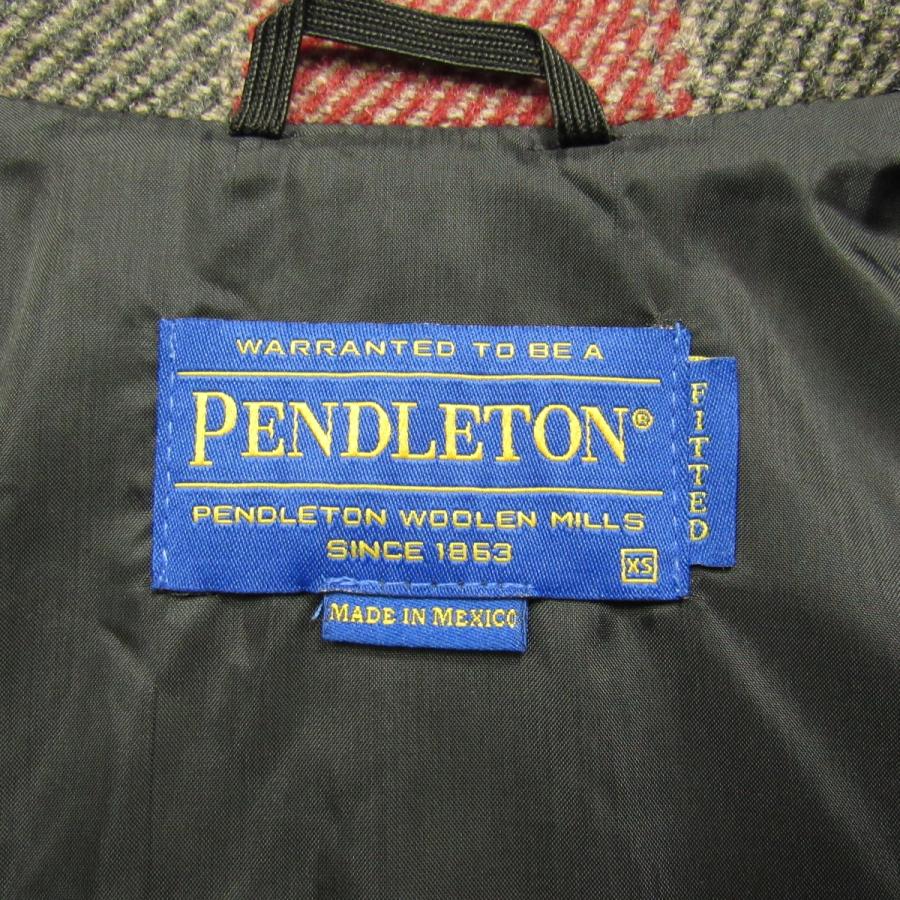 WARRANTED TO BE A
PENDLETON®
PENDLETON WOOLEN MILLS
SINCE 1863
XS
FITTED
MADE IN MEXICO